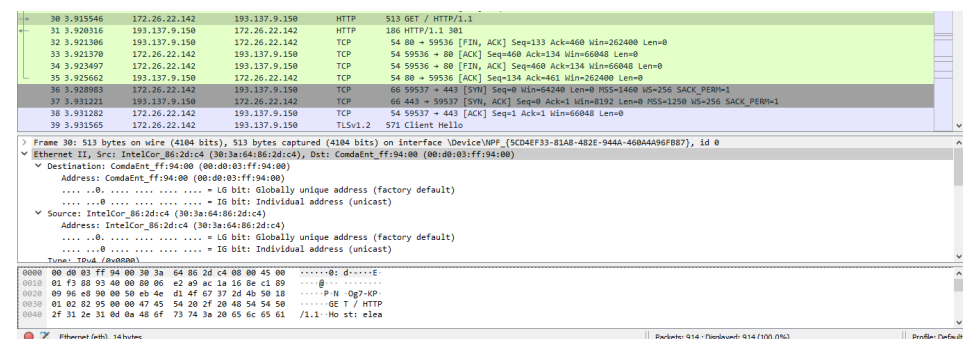 30 3.915546 172.26.22.142 193.137.9.150 HTTP 513 GET / HTTP/1.1
31 3.920316 193.137.9.150 172.26.22.142 HTTP 186 HTTP/1.1 301
32 3.921306 193.137.9.150 172.26.22.142 TCP 54 80 → 59536 [FIN, ACK] Seq=133 Ack=460 Win=262400 Len=0
33 3.921370 172.26.22.142 193.137.9.150 TCP 54 59536 → 80 [ACK] Seq=460 Ack=134 Win=66048 Len=0
34 3.923497 172.26.22.142 193.137.9.150 TCP 54 59536 → 80 [FIN, ACK] Seq=460 Ack=134 Win=66048 Len=0
35 3.925662 193.137.9.150 172.26.22.142 TCP 54 80 → 59536 [ACK] Seq=134 Ack=461 Win=262400 Len=0
36 3.928983 172.26.22.142 193.137.9.150 TCP 66 59537 → 443 [SYN] Seq=0 Win=64240 Len=0 MSS=1460 WS=256 SACK_PERM=1
37 3.931221 193.137.9.150 172.26.22.142 TCP 66 443 → 59537 [SYN, ACK] Seq=0 Ack=1 Win=8192 Len=0 MSS=1250 WS=256 SACK_PERM=1
38 3.931282 172.26.22.142 193.137.9.150 TCP 54 59537 → 443 [ACK] Seq=1 Ack=1 Win=66048 Len=0
39 3.931565 172.26.22.142 193.137.9.150 TLSv1.2 571 Client Hello
Frame 30: 513 bytes on wire (4104 bits), 513 bytes captured (4104 bits) on interface \Device\NPF_{5CD4EF33-81A8-482E-944A-460A4A96FB87}, id 0
Ethernet II, Src: IntelCor_86:2d:c4 (30:3a:64:86:2d:c4), Dst: ComdaEnt_ff:94:00 (00:d0:03:ff:94:00)
Destination: ComdaEnt_ff:94:00 (00:d0:03:ff:94:00)
Address: ComdaEnt_ff:94:00 (00:d0:03:ff:94:00)
.... ..0. .... .... .... .... = LG bit: Globally unique address (factory default)
.... ...0 .... .... .... .... = IG bit: Individual address (unicast)
Source: IntelCor_86:2d:c4 (30:3a:64:86:2d:c4)
Address: IntelCor_86:2d:c4 (30:3a:64:86:2d:c4)
.... ..0. .... .... .... .... = LG bit: Globally unique address (factory default)
.... ...0 .... .... .... .... = IG bit: Individual address (unicast)
Type: IPv4 (0x0800)
0000 00 d0 03 ff 94 00 30 3a 64 86 2d c4 08 00 45 00 ······0: d·-···E·
0010 01 f3 88 93 40 00 80 06 e2 a9 ac 1a 16 8e c1 89 ····@··· ········
0020 09 96 e8 90 00 50 eb 4e d1 4f 67 37 2d 4b 50 18 ·····P·N ·Og7-KP·
0030 01 02 82 95 00 00 47 45 54 20 2f 20 48 54 54 50 ······GE T / HTTP
0040 2f 31 2e 31 0d 0a 48 6f 73 74 3a 20 65 6c 65 61 /1.1··Ho st: elea
Ethernet (eth), 14 bytes Packets: 914 · Displayed: 914 (100.0%) Profile: Default